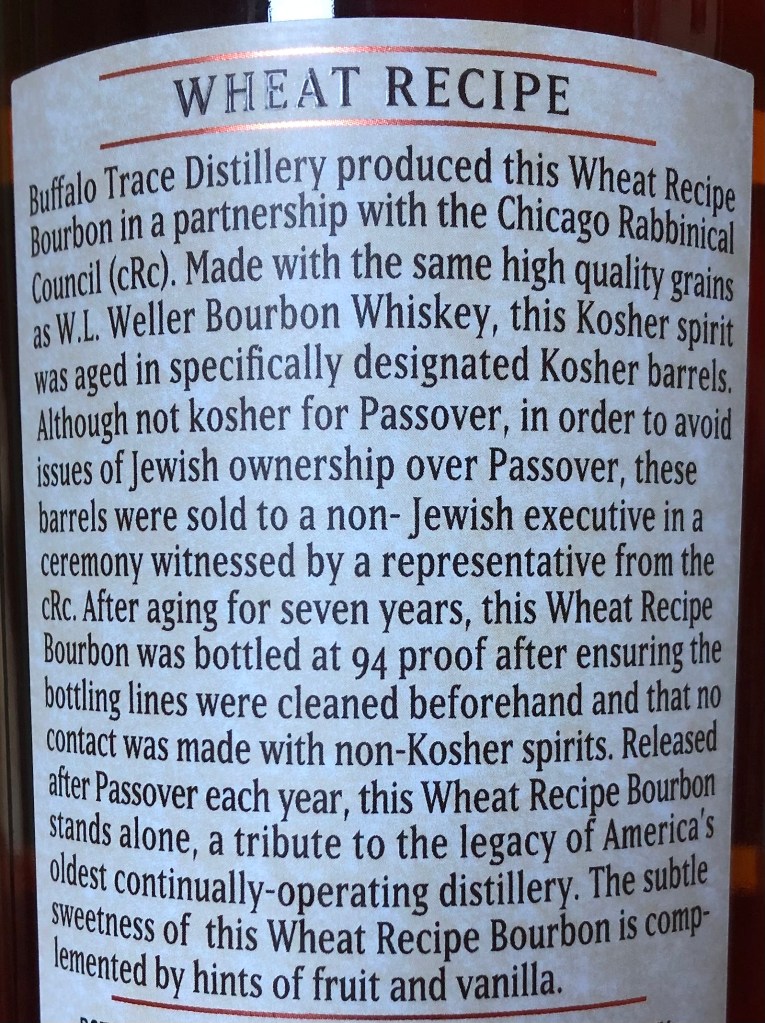 WHEAT RECIPE
Buffalo Trace Distillery produced this Wheat Recipe
Bourbon in a partnership with the Chicago Rabbinical
Council (cRc). Made with the same high quality grains
as W.L. Weller Bourbon Whiskey, this Kosher spirit
was aged in specifically designated Kosher barrels.
Although not kosher for Passover, in order to avoid
issues of Jewish ownership over Passover, these
barrels were sold to a non- Jewish executive in a
ceremony witnessed by a representative from the
cRc. After aging for seven years, this Wheat Recipe
Bourbon was bottled at 94 proof after ensuring the
bottling lines were cleaned beforehand and that no
contact was made with non-Kosher spirits. Released
after Passover each year, this Wheat Recipe Bourbon
stands alone, a tribute to the legacy of America's
oldest continually-operating distillery. The subtle
sweetness of this Wheat Recipe Bourbon is comp-
lemented by hints of fruit and vanilla.